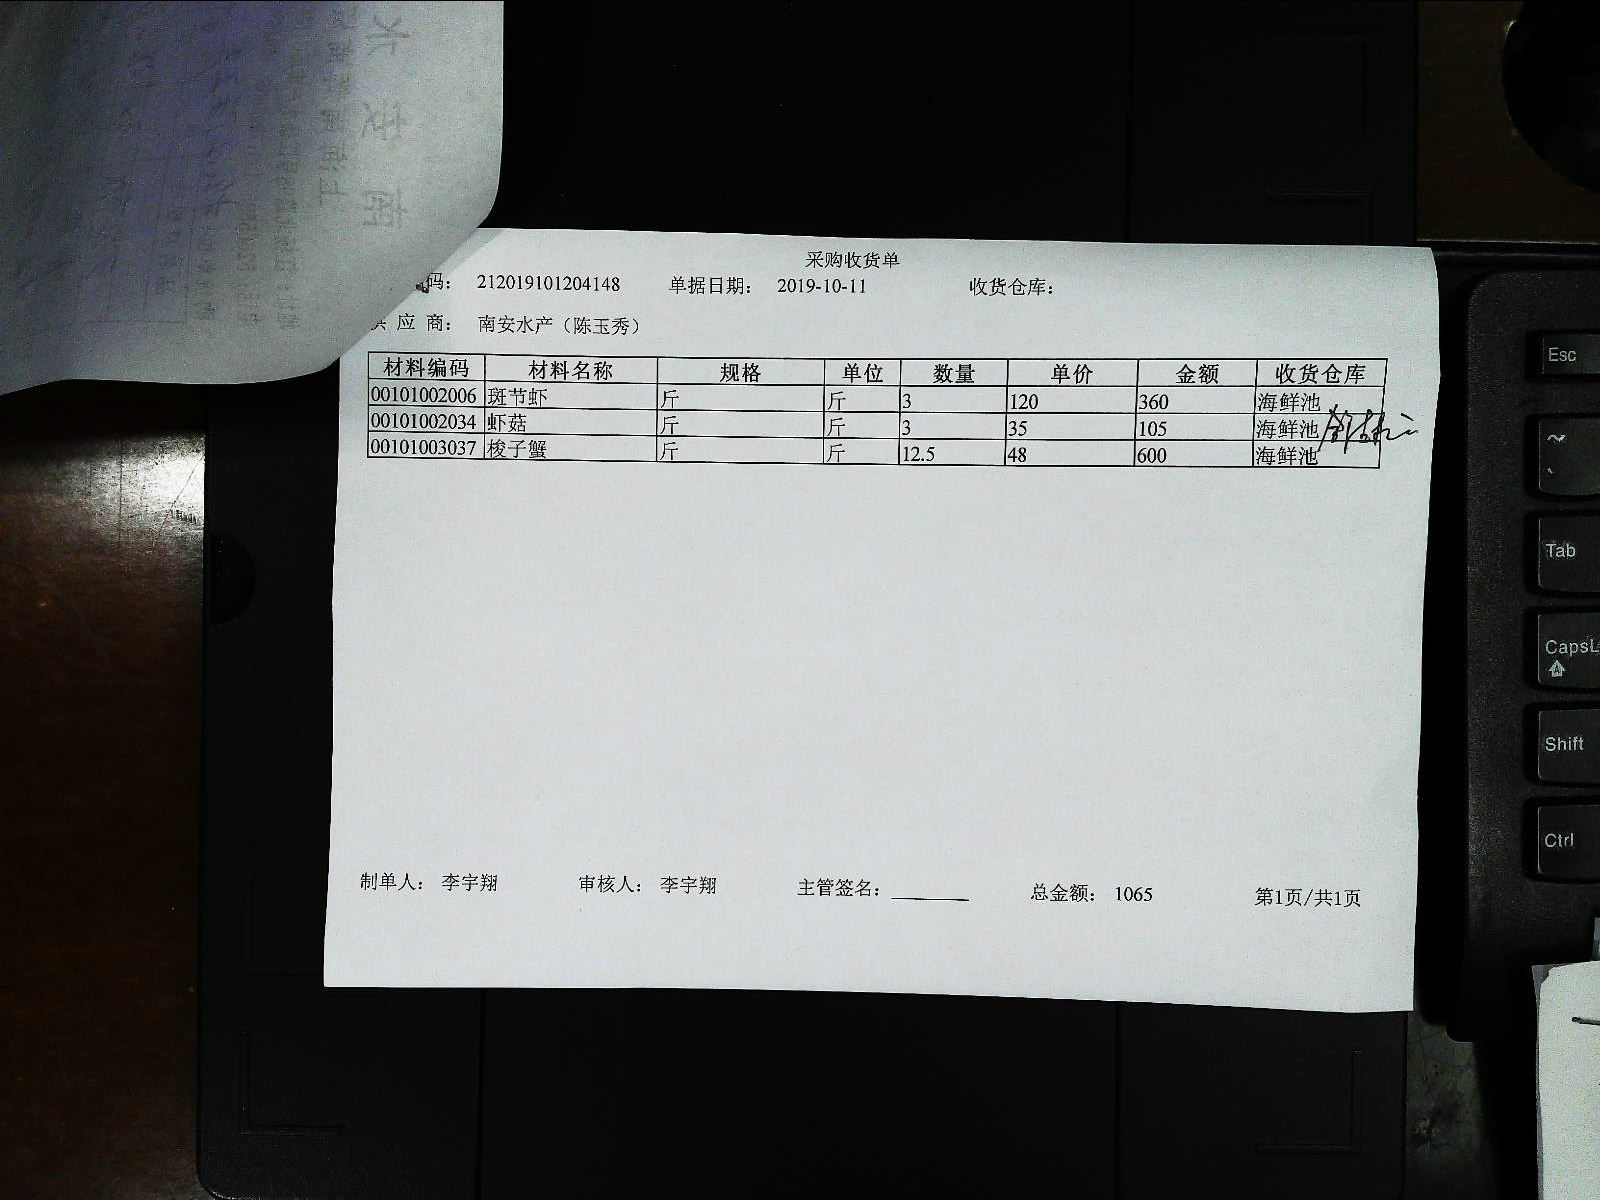 采购收货单
码： 212019101204148 单据日期： 2019-10-11 收货仓库：
供 应 商： 南安水产（陈玉秀）
材料编码 材料名称 规格 单位 数量 单价 金额 收货仓库
00101002006 斑节虾 斤 斤 3 120 360 海鲜池
00101002034 虾菇 斤 斤 3 35 105 海鲜池
00101003037 梭子蟹 斤 斤 12.5 48 600 海鲜池
制单人： 李宇翔 审核人： 李宇翔 主管签名： 总金额： 1065 第1页/共1页
Esc
~
`
Tab
CapsL
Shift
Ctrl